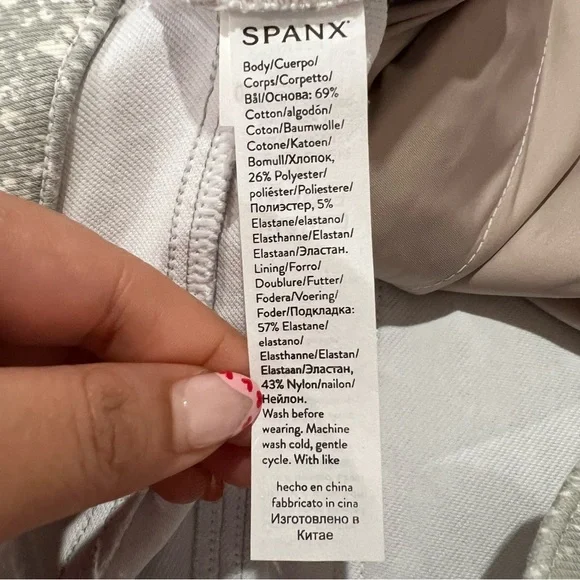 SPANX®
Body/Cuerpo/
Corps/Corpetto/
Bål/Основа: 69%
Cotton/algodón/
Coton/Baumwolle/
Cotone/Katoen/
Bomull/Хлопок,
26% Polyester/
poliéster/Poliestere/
Полиэстер, 5%
Elastane/elastano/
Elasthanne/Elastan/
Elastaan/Эластан.
Lining/Forro/
Doublure/Futter/
Fodera/Voering/
Foder/Подкладка:
57% Elastane/
elastano/
Elasthanne/Elastan/
Elastaan/Эластан,
43% Nylon/nailon/
Нейлон.
Wash before
wearing. Machine
wash cold, gentle
cycle. With like
hecho en china
fabbricato in cina
Изготовлено в
Китае